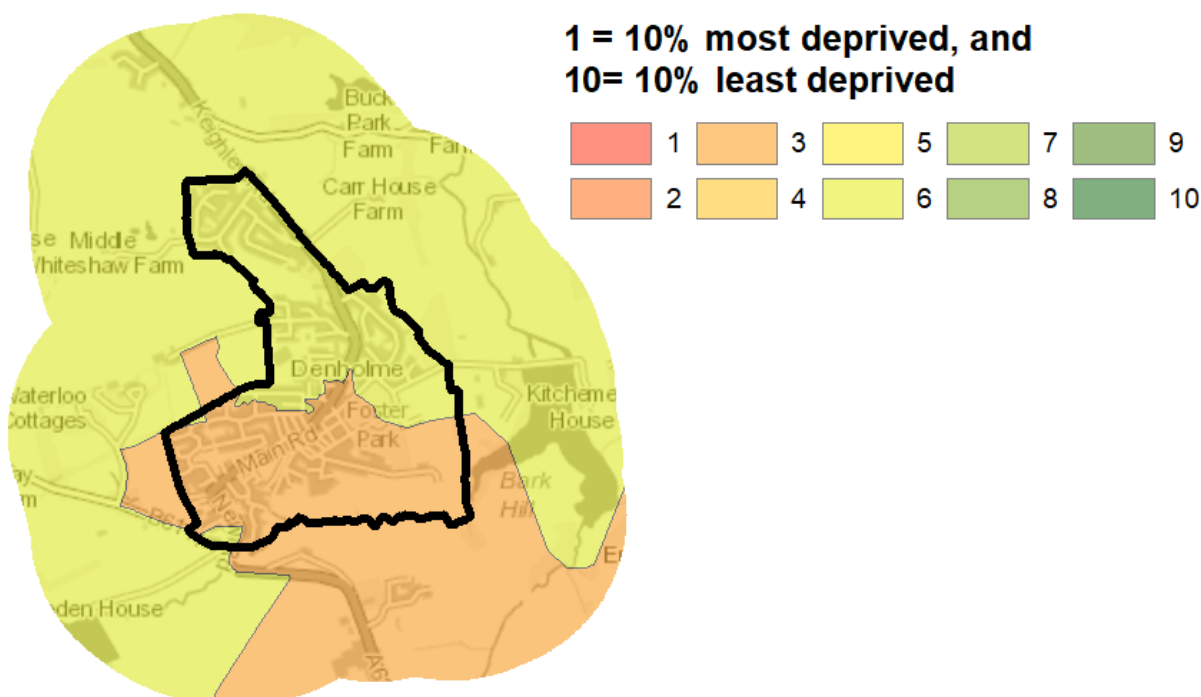 1 = 10% most deprived, and
10= 10% least deprived
1
3
5
7
9
2
4
6
8
10
Buck
Park
Farm
Keighley
Carr House
Farm
Middle
Whiteshaw Farm
Denholme
Waterloo
Cottages
House
Foster
Park
Main Rd
Bark
Hill
House